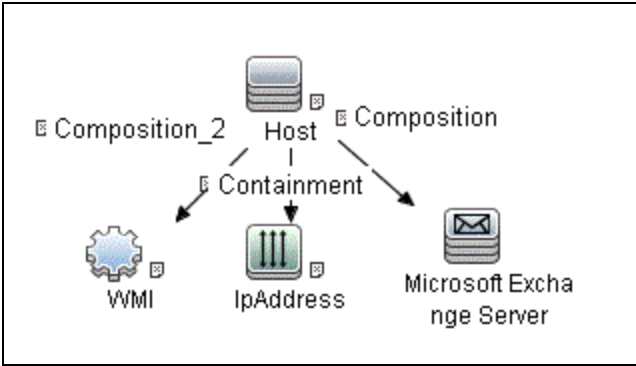 Composition_2
Host
Composition
Containment
WMI
IpAddress
Microsoft Excha
nge Server